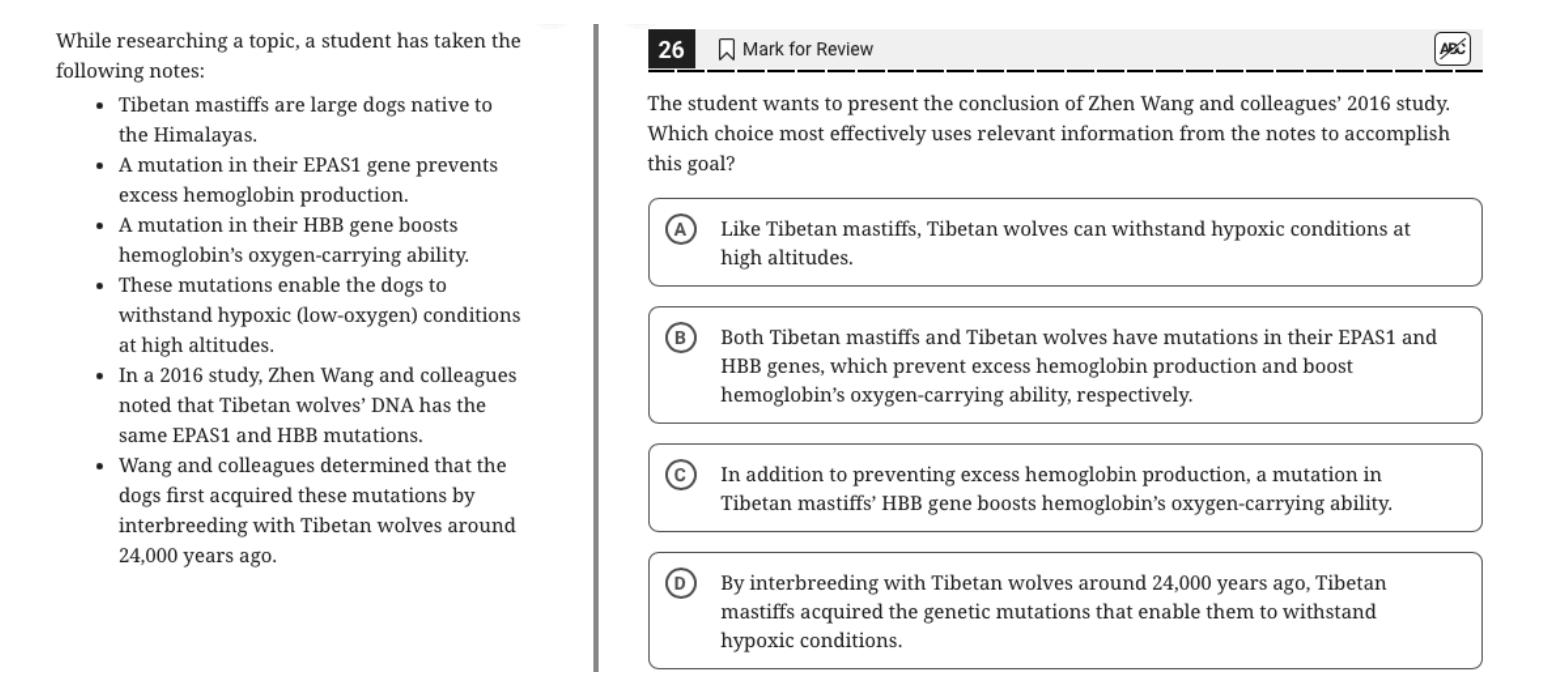 While researching a topic, a student has taken the
following notes:
• Tibetan mastiffs are large dogs native to
the Himalayas.
• A mutation in their EPAS1 gene prevents
excess hemoglobin production.
• A mutation in their HBB gene boosts
hemoglobin’s oxygen-carrying ability.
• These mutations enable the dogs to
withstand hypoxic (low-oxygen) conditions
at high altitudes.
• In a 2016 study, Zhen Wang and colleagues
noted that Tibetan wolves’ DNA has the
same EPAS1 and HBB mutations.
• Wang and colleagues determined that the
dogs first acquired these mutations by
interbreeding with Tibetan wolves around
24,000 years ago.
26 Mark for Review ABC
The student wants to present the conclusion of Zhen Wang and colleagues’ 2016 study.
Which choice most effectively uses relevant information from the notes to accomplish
this goal?
A Like Tibetan mastiffs, Tibetan wolves can withstand hypoxic conditions at
high altitudes.
B Both Tibetan mastiffs and Tibetan wolves have mutations in their EPAS1 and
HBB genes, which prevent excess hemoglobin production and boost
hemoglobin’s oxygen-carrying ability, respectively.
C In addition to preventing excess hemoglobin production, a mutation in
Tibetan mastiffs’ HBB gene boosts hemoglobin’s oxygen-carrying ability.
D By interbreeding with Tibetan wolves around 24,000 years ago, Tibetan
mastiffs acquired the genetic mutations that enable them to withstand
hypoxic conditions.